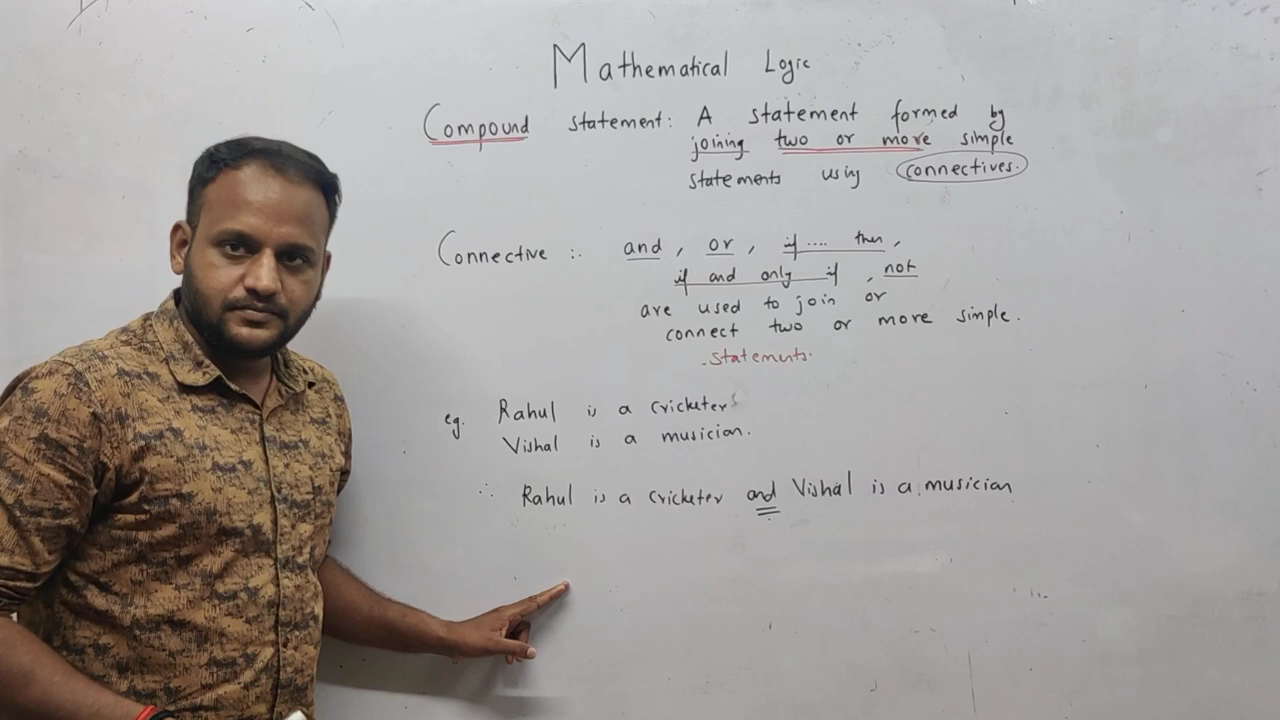 Mathematical Logic
Compound statement: A statement formed by
joining two or more simple
statements using connectives.
Connective :. and, or, if .... then,
if and only if, not
are used to join or
connect two or more simple.
statements.
eg. Rahul is a cricketer
Vishal is a musician.
∴ Rahul is a cricketer and Vishal is a musician